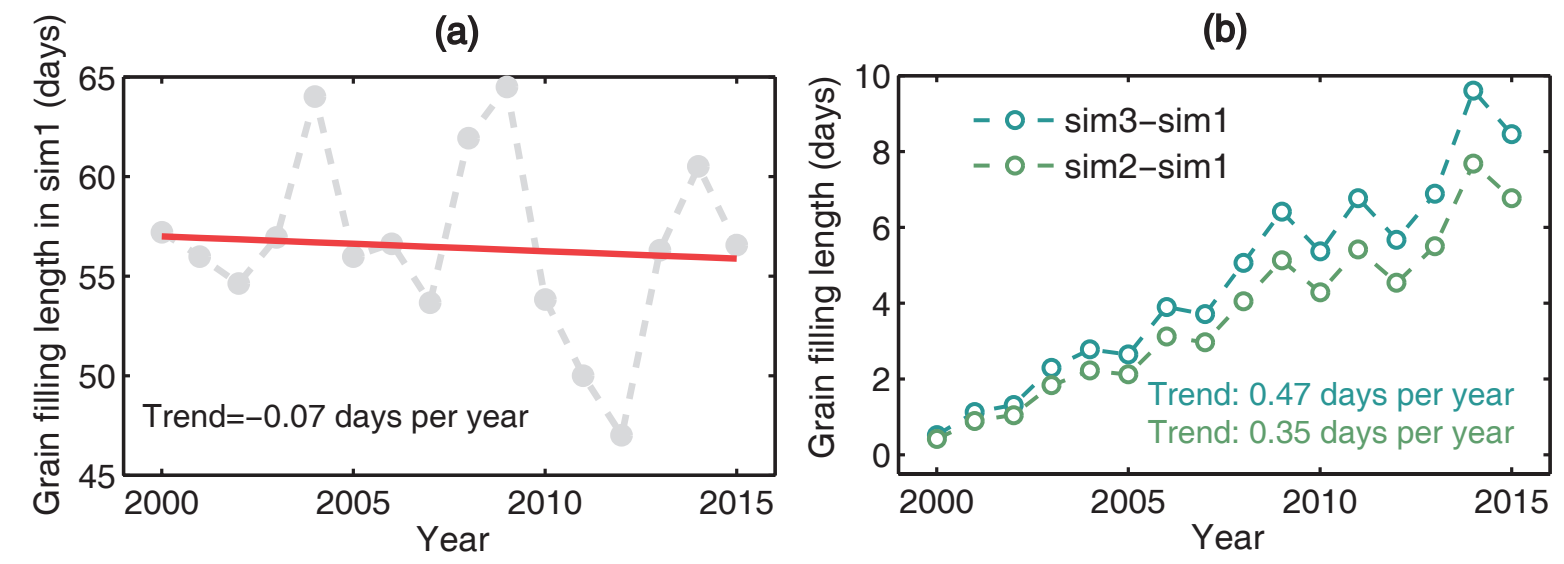 (a)
Grain filling length in sim1 (days)
65
60
55
50
45
Trend=−0.07 days per year
2000
2005
2010
2015
Year
(b)
Grain filling length (days)
10
8
6
4
2
0
sim3−sim1
sim2−sim1
Trend: 0.47 days per year
Trend: 0.35 days per year
2000
2005
2010
2015
Year